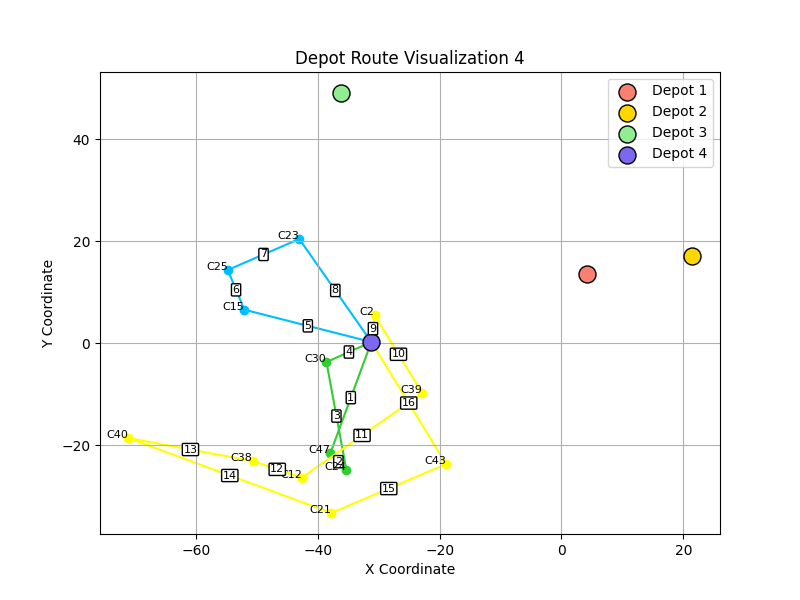 Depot Route Visualization 4
Depot 1
Depot 2
Depot 3
Depot 4
40
20
0
−20
−60
−40
−20
0
20
Y Coordinate
X Coordinate
C23
7
C25
6
8
C15
C2
5
9
4
10
C30
C39
1
16
3
11
C40
13
C47
2
C38
12
C12
14
C43
15
C21